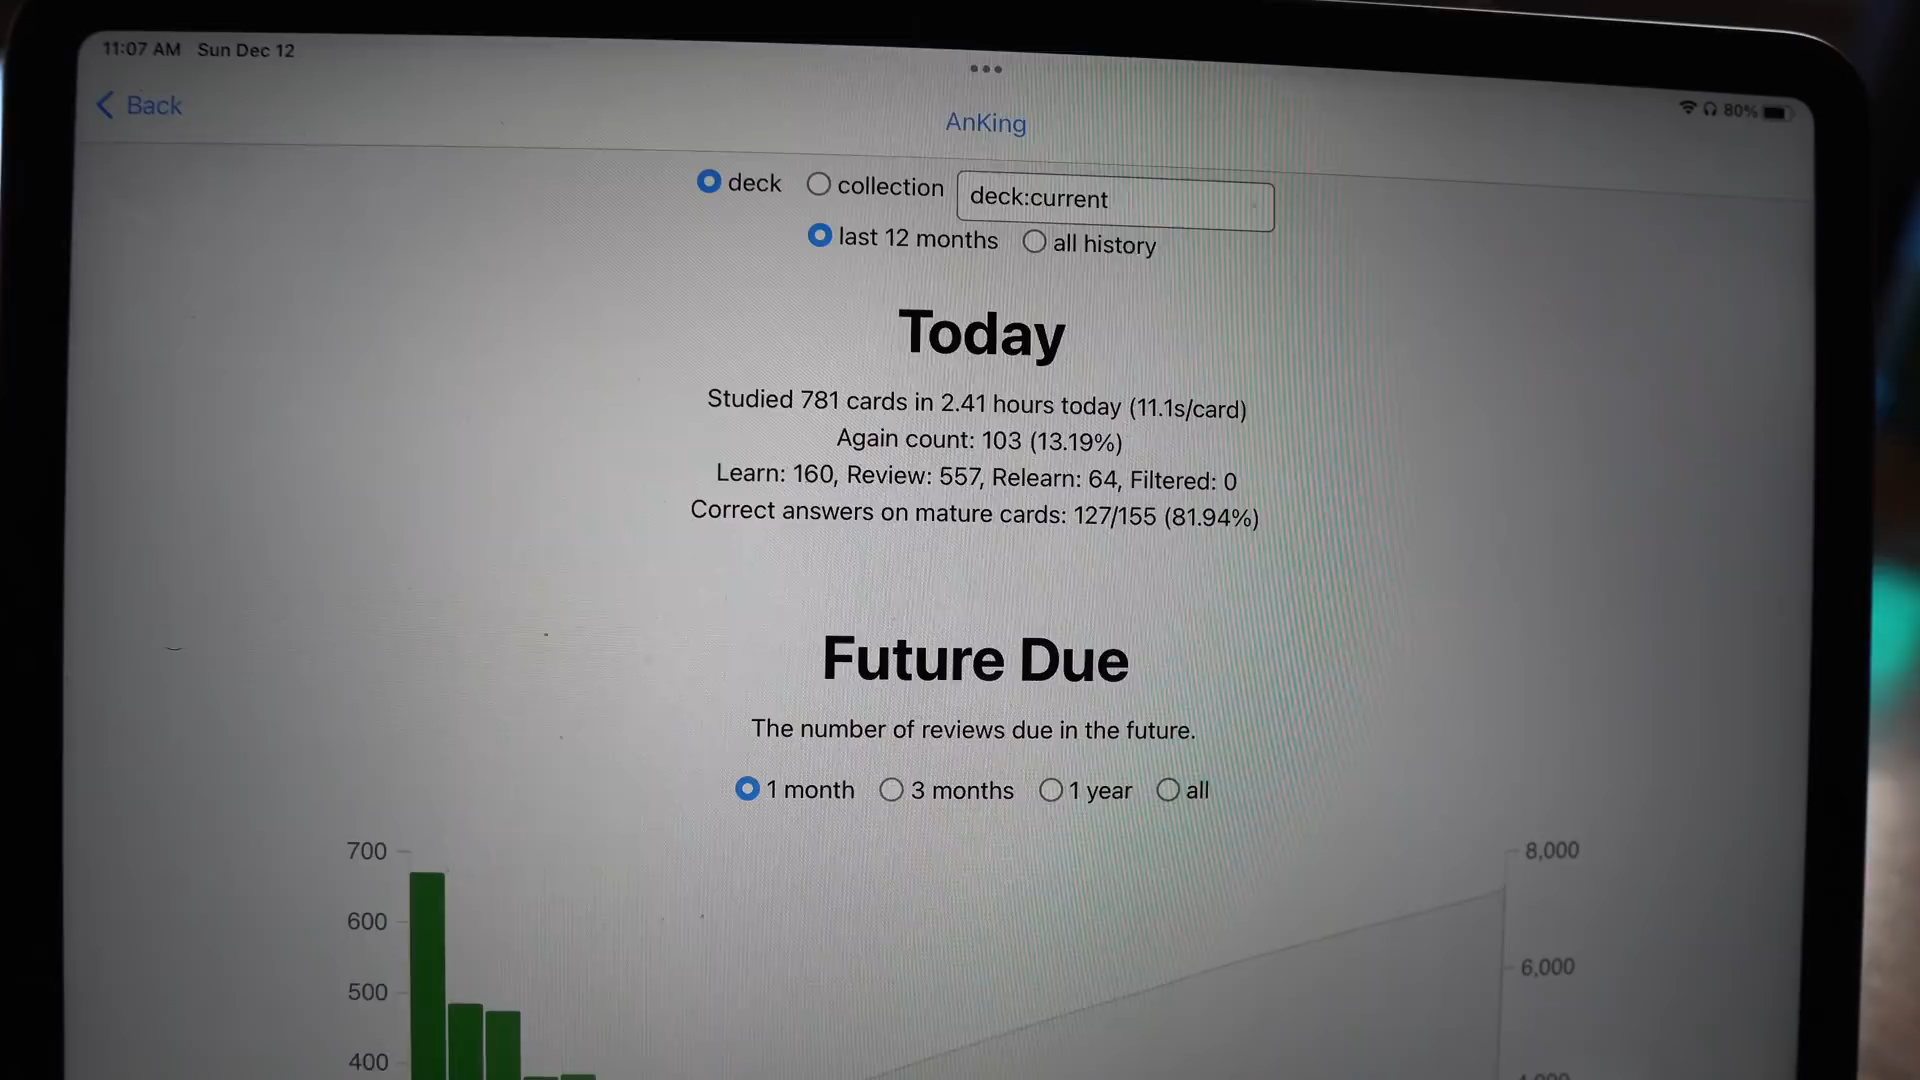 11:07 AM Sun Dec 12
80%
Back
AnKing
deck collection deck:current
last 12 months all history
Today
Studied 781 cards in 2.41 hours today (11.1s/card)
Again count: 103 (13.19%)
Learn: 160, Review: 557, Relearn: 64, Filtered: 0
Correct answers on mature cards: 127/155 (81.94%)
Future Due
The number of reviews due in the future.
1 month 3 months 1 year all
700
8,000
600
6,000
500
400